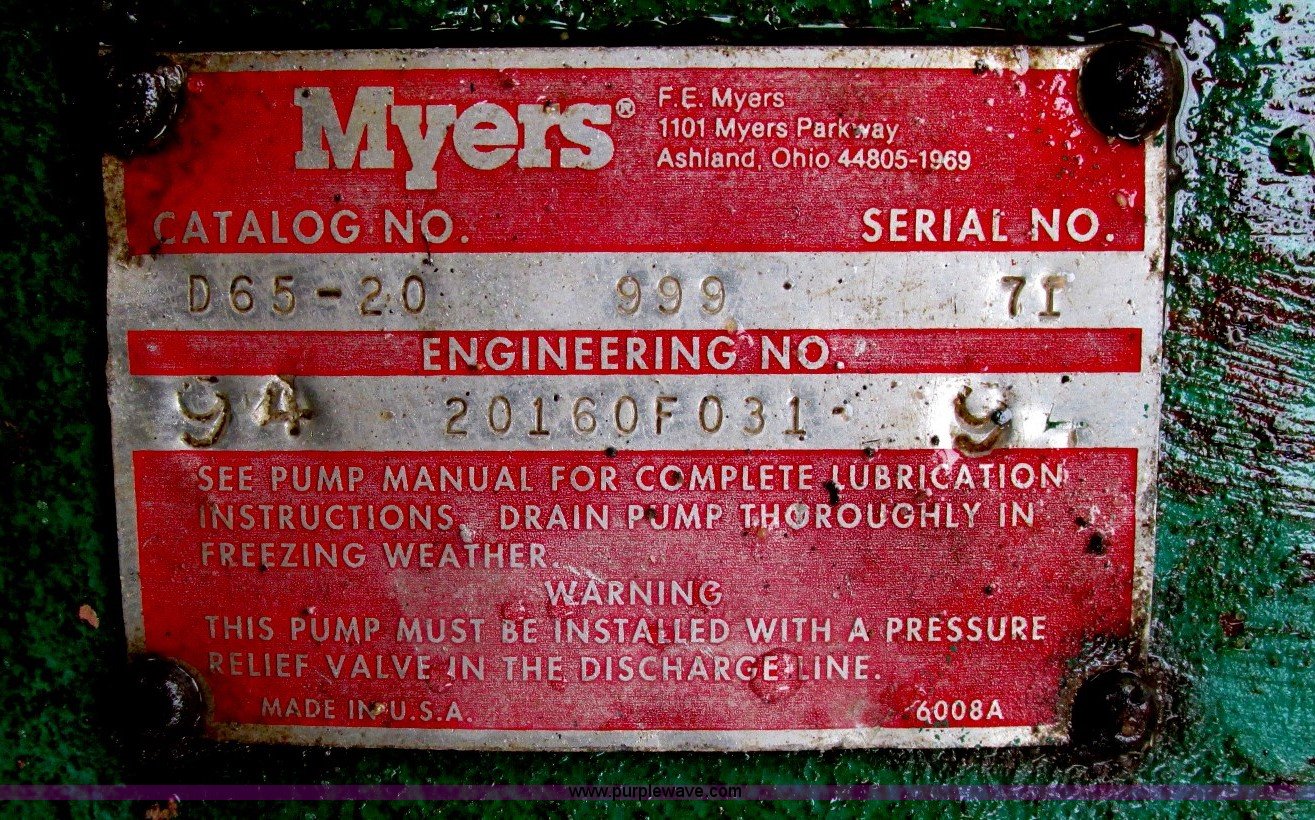 Myers® F.E. Myers
1101 Myers Parkway
Ashland, Ohio 44805-1969
CATALOG NO. SERIAL NO.
D65-20 999 7I
ENGINEERING NO.
94 20160F031 9
SEE PUMP MANUAL FOR COMPLETE LUBRICATION
INSTRUCTIONS. DRAIN PUMP THOROUGHLY IN
FREEZING WEATHER.
WARNING
THIS PUMP MUST BE INSTALLED WITH A PRESSURE
RELIEF VALVE IN THE DISCHARGE LINE.
MADE IN U.S.A. 6008A
www.purplewave.com